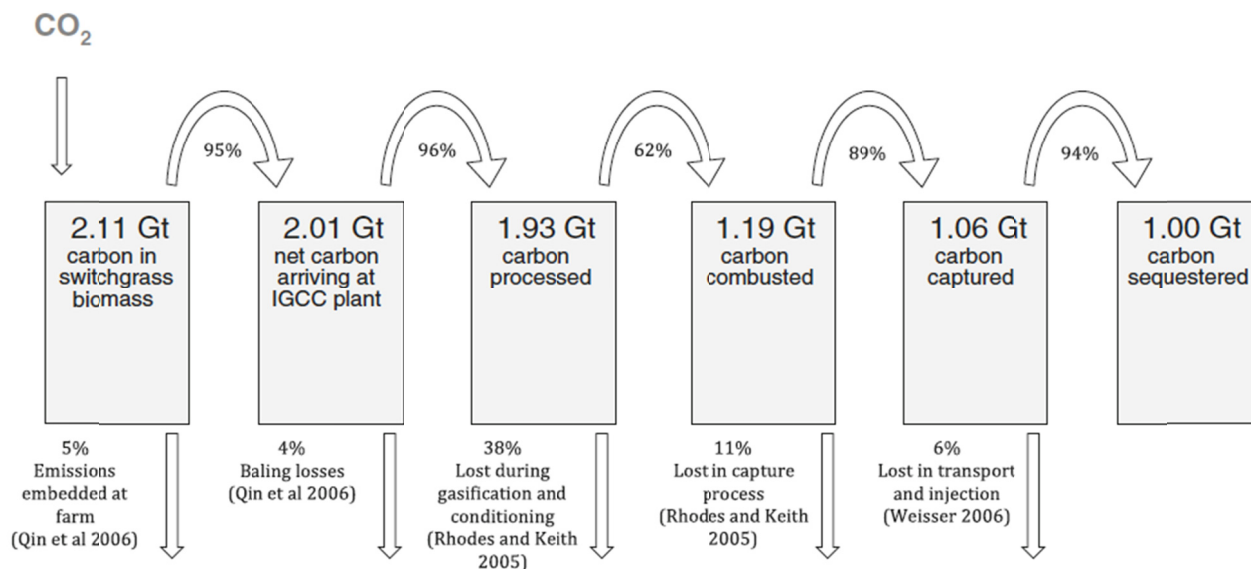 CO2
95%
96%
62%
89%
94%
2.11 Gt
carbon in
switchgrass
biomass
2.01 Gt
net carbon
arriving at
IGCC plant
1.93 Gt
carbon
processed
1.19 Gt
carbon
combusted
1.06 Gt
carbon
captured
1.00 Gt
carbon
sequestered
5%
Emissions
embedded at
farm
(Qin et al 2006)
4%
Baling losses
(Qin et al 2006)
38%
Lost during
gasification and
conditioning
(Rhodes and Keith
2005)
11%
Lost in capture
process
(Rhodes and Keith
2005)
6%
Lost in transport
and injection
(Weisser 2006)